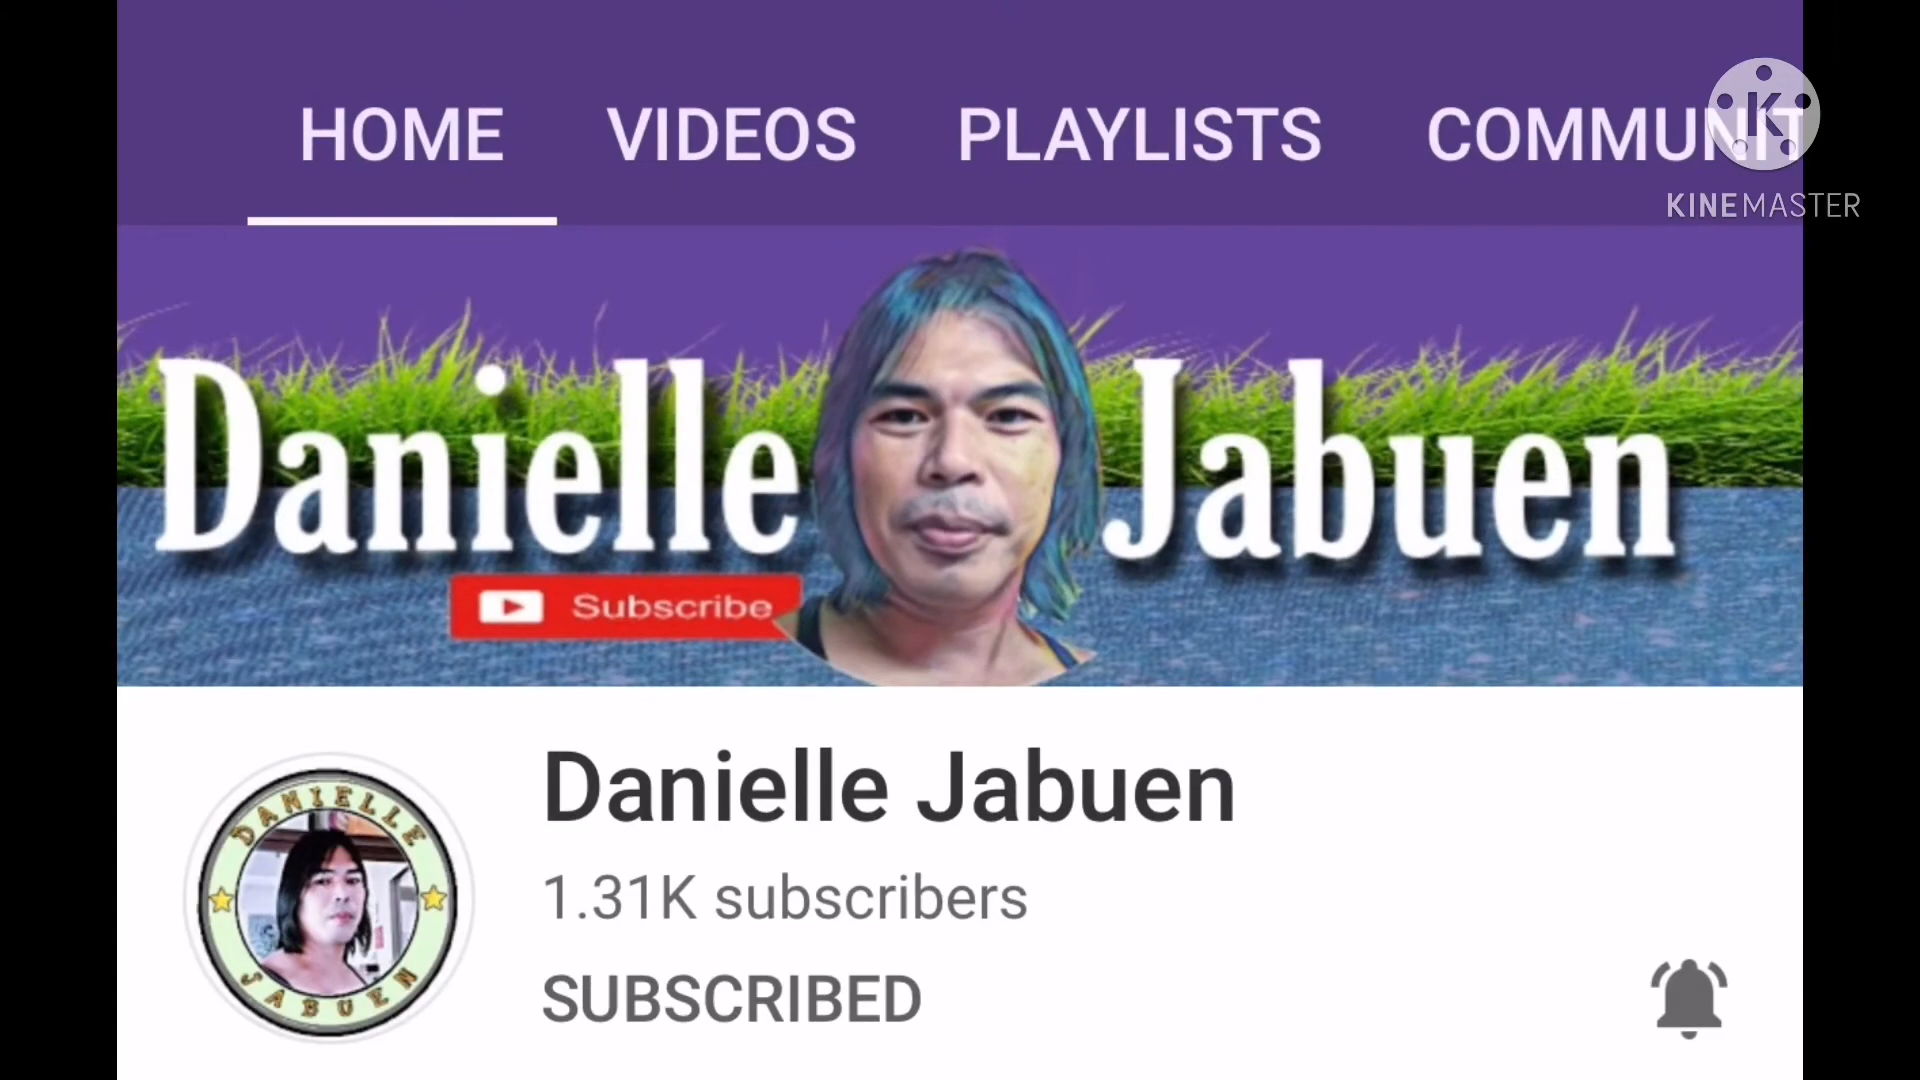 HOME VIDEOS PLAYLISTS COMMUNIT
K
KINEMASTER
Danielle Jabuen
Subscribe
Danielle Jabuen
1.31K subscribers
SUBSCRIBED
DANIELLE
JABUEN